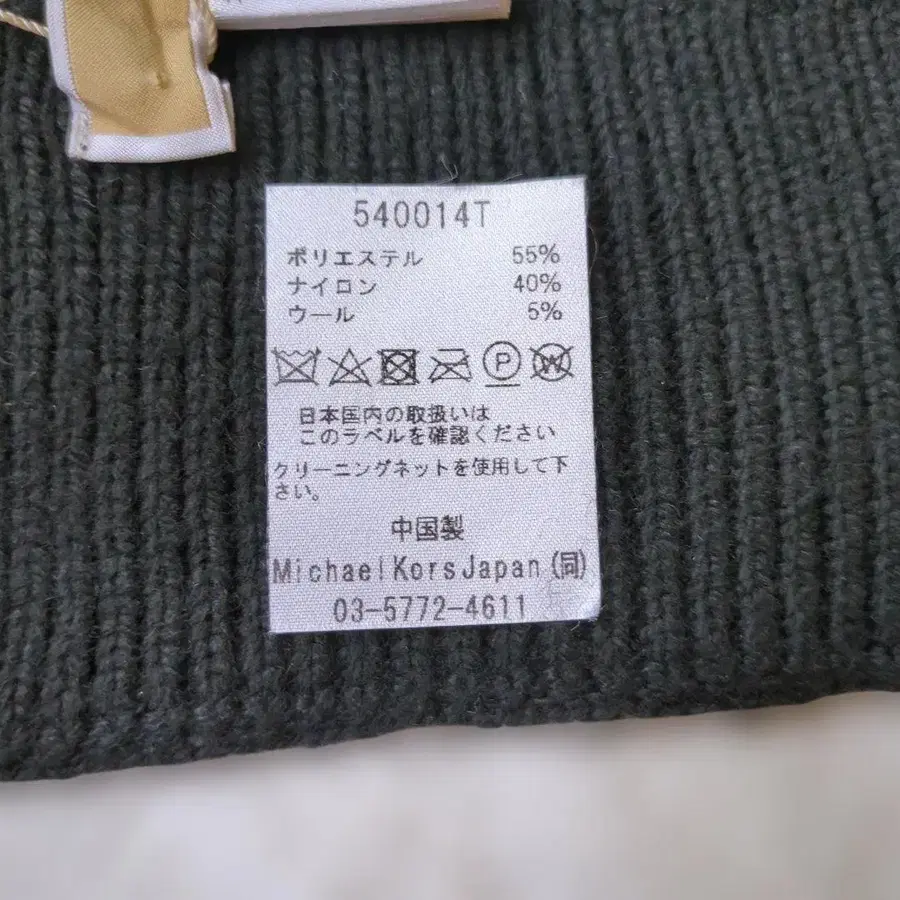 540014T
ポリエステル 55%
ナイロン 40%
ウール 5%
P W
日本国内の取扱いは
このラベルを確認ください
クリーニングネットを使用して下
さい。
中国製
MichaelKorsJapan(同)
03-5772-4611